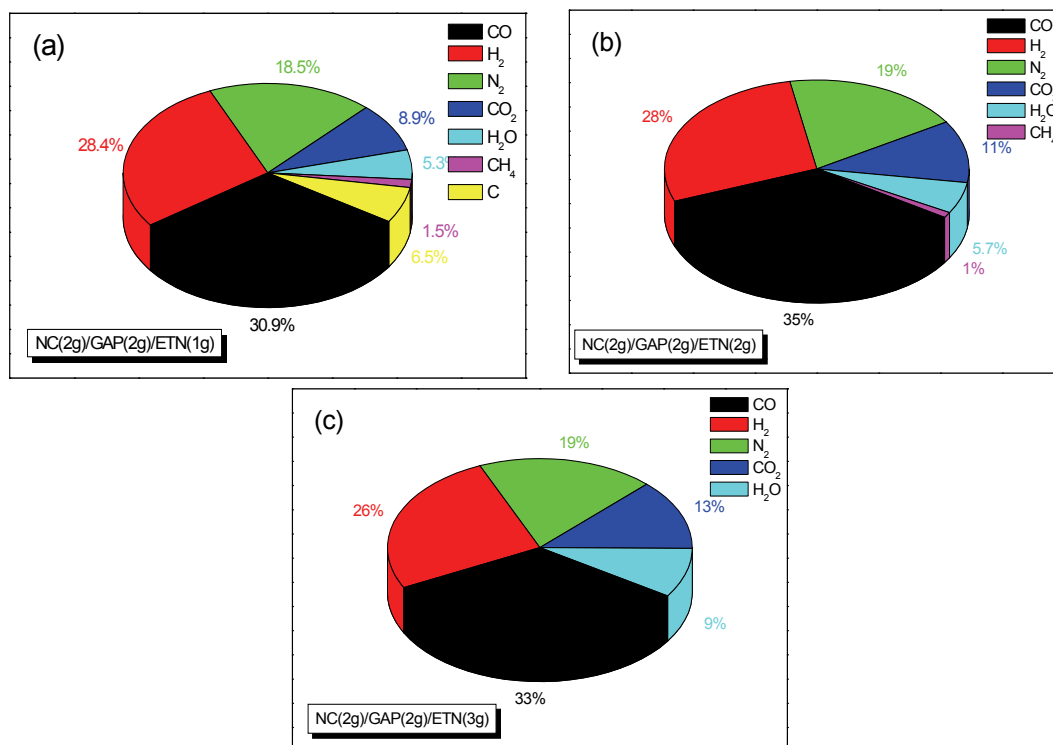 (a)
CO
H₂
N₂
CO₂
H₂O
CH₄
C
18.5%
8.9%
28.4%
5.3%
1.5%
6.5%
30.9%
NC(2g)/GAP(2g)/ETN(1g)
(b)
CO
H₂
N₂
CO₂
H₂O
CH₄
19%
28%
11%
5.7%
1%
35%
NC(2g)/GAP(2g)/ETN(2g)
(c)
CO
H₂
N₂
CO₂
H₂O
19%
26%
13%
9%
33%
NC(2g)/GAP(2g)/ETN(3g)